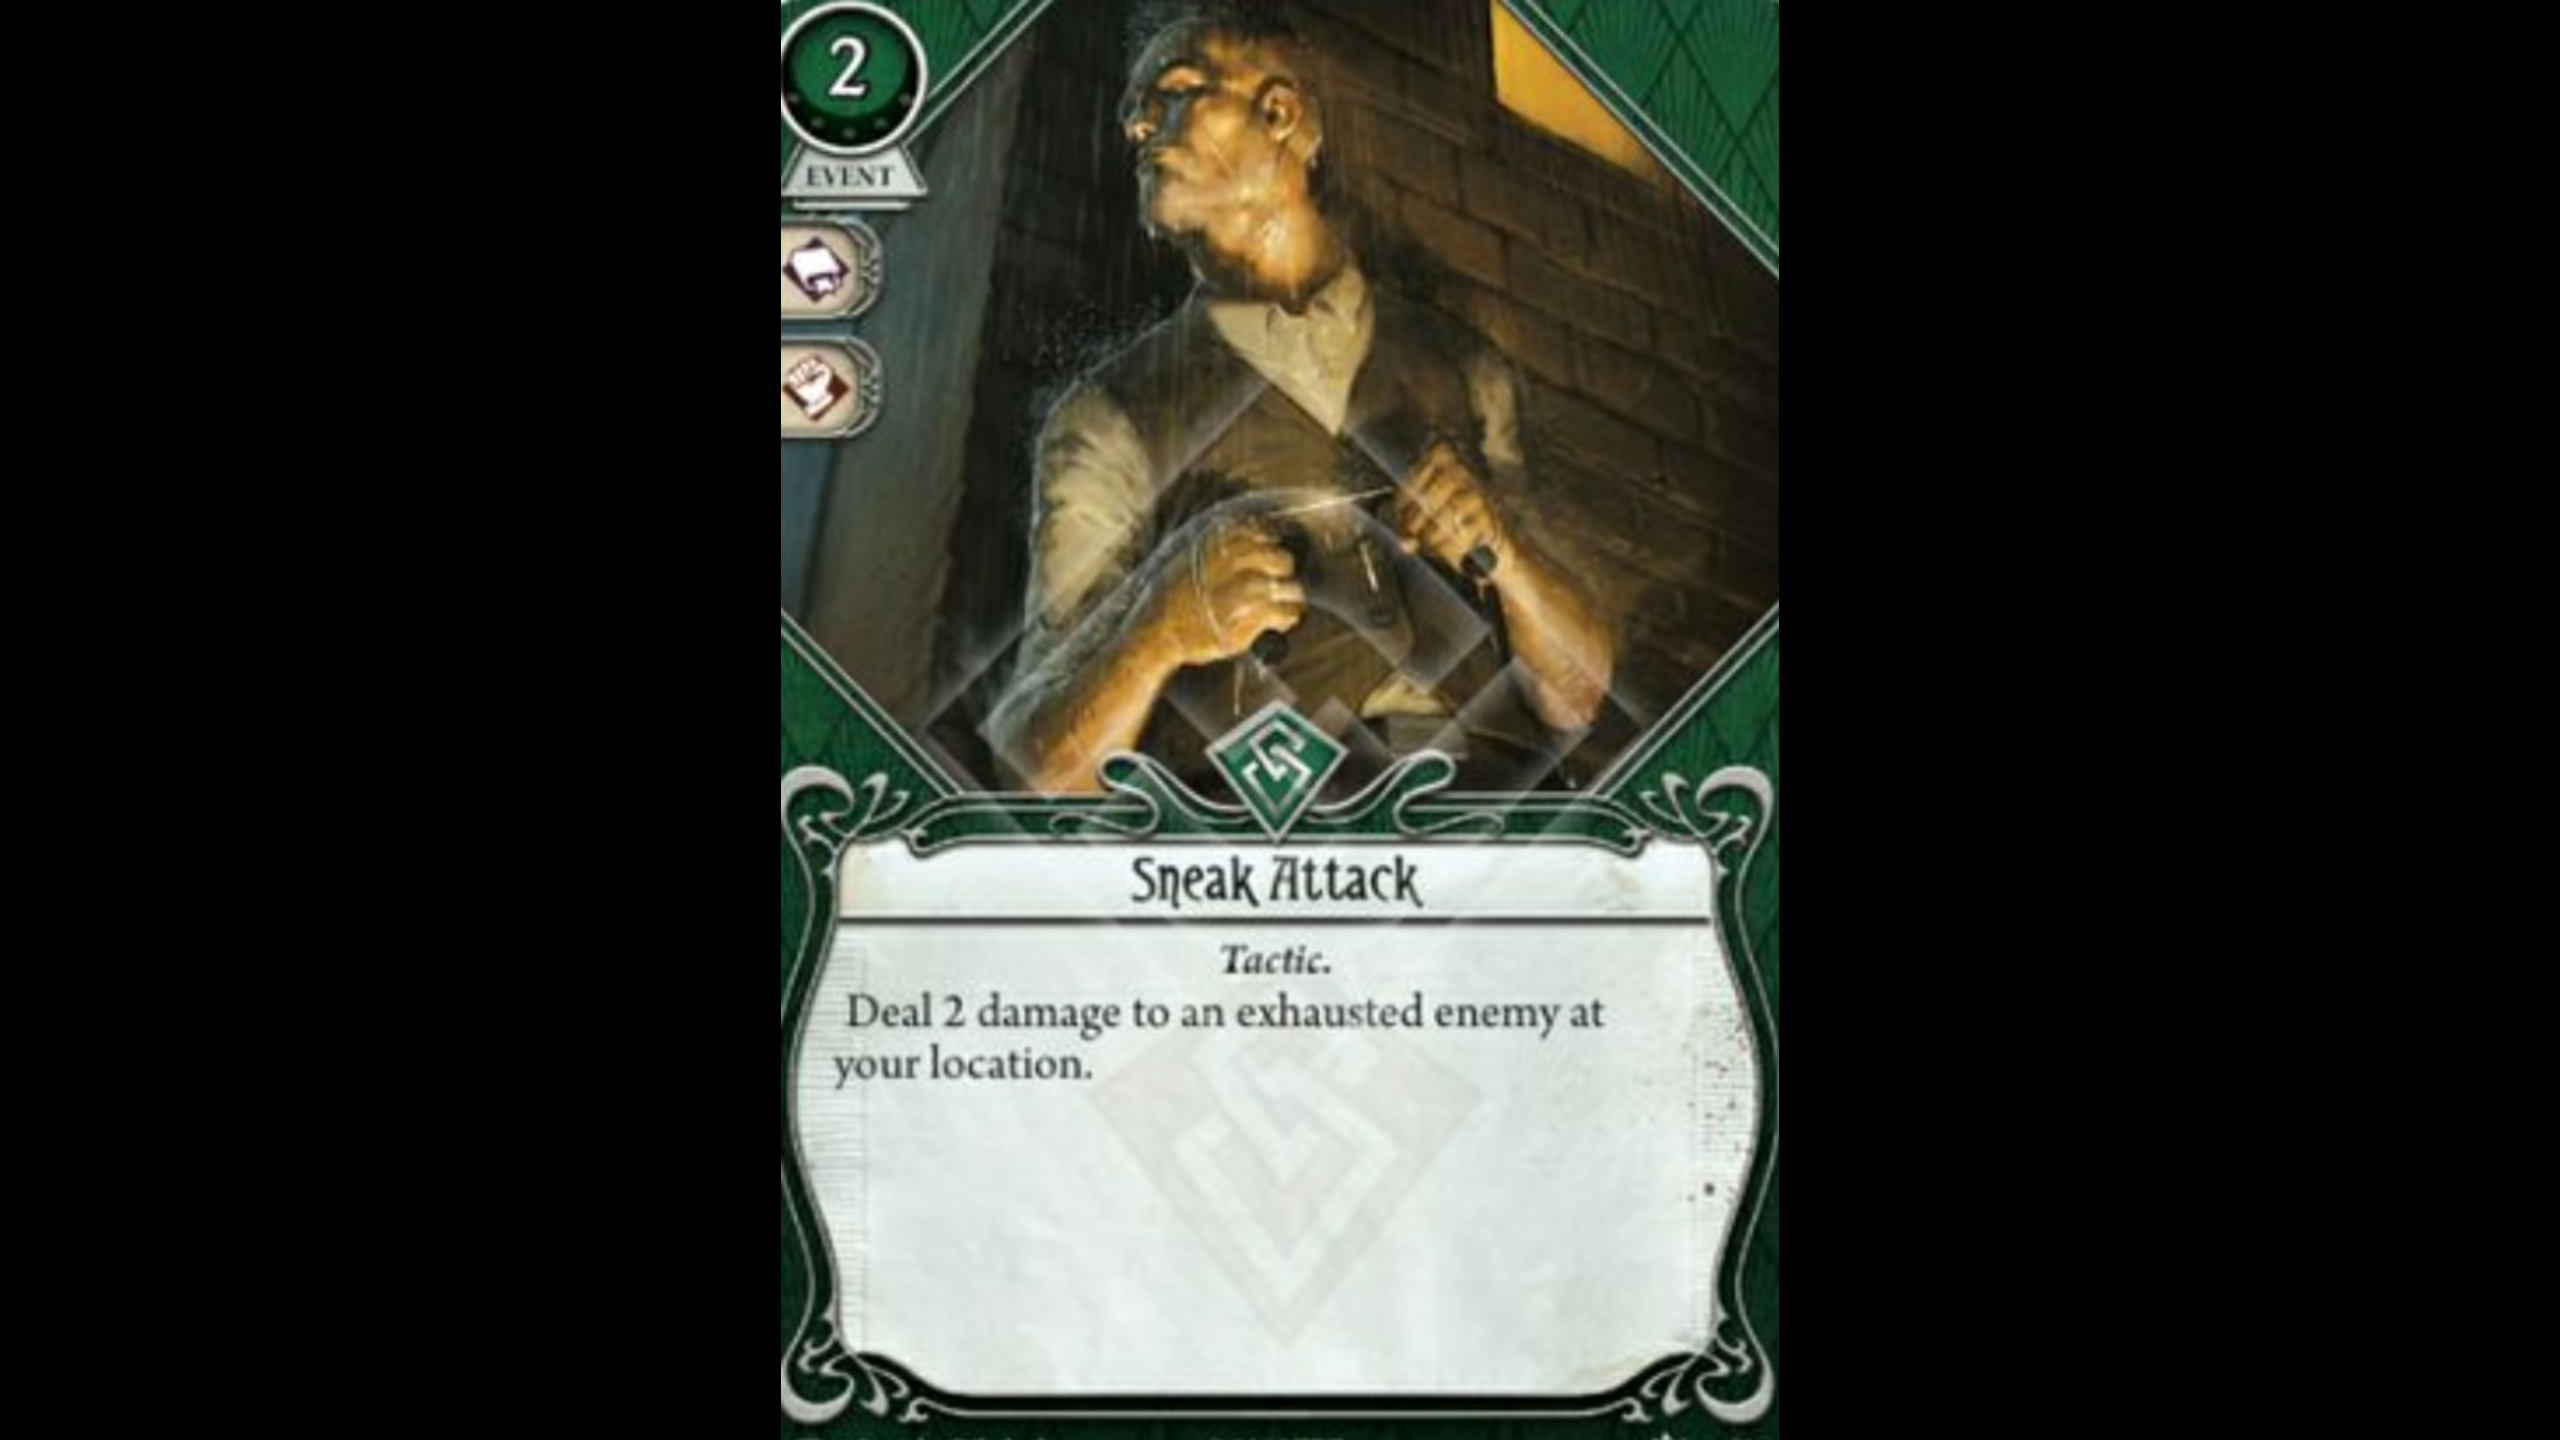 2
EVENT
Sneak Attack
Tactic.
Deal 2 damage to an exhausted enemy at
your location.